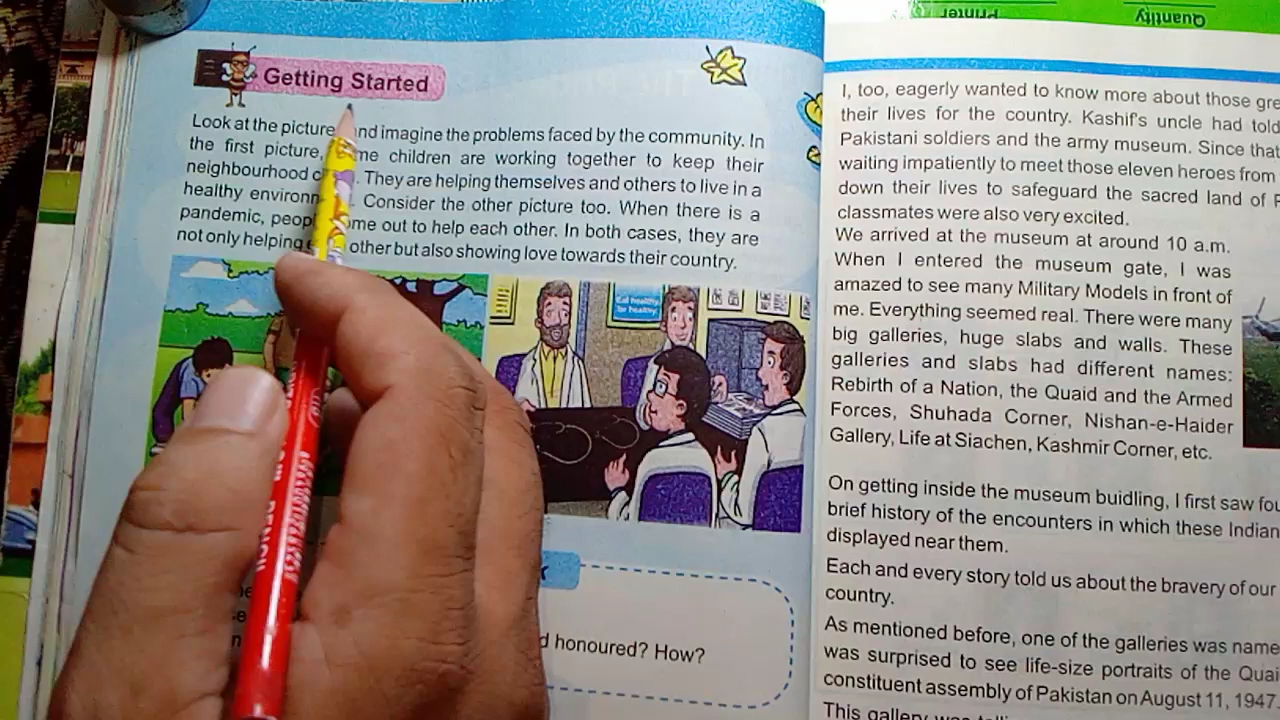 Getting Started
Look at the picture nd imagine the problems faced by the community. In
the first picture, me children are working together to keep their
neighbourhood c . They are helping themselves and others to live in a
healthy environ . Consider the other picture too. When there is a
pandemic, peop ome out to help each other. In both cases, they are
not only helping other but also showing love towards their country.
Eat healthy,
be healthy.
d honoured? How?
Printer
Quantity
I, too, eagerly wanted to know more about those gre
their lives for the country. Kashif's uncle had told
Pakistani soldiers and the army museum. Since that
waiting impatiently to meet those eleven heroes from
down their lives to safeguard the sacred land of P
classmates were also very excited.
We arrived at the museum at around 10 a.m.
When I entered the museum gate, I was
amazed to see many Military Models in front of
me. Everything seemed real. There were many
big galleries, huge slabs and walls. These
galleries and slabs had different names:
Rebirth of a Nation, the Quaid and the Armed
Forces, Shuhada Corner, Nishan-e-Haider
Gallery, Life at Siachen, Kashmir Corner, etc.
On getting inside the museum buidling, I first saw fou
brief history of the encounters in which these Indian
displayed near them.
Each and every story told us about the bravery of our
country.
As mentioned before, one of the galleries was name
was surprised to see life-size portraits of the Quai
constituent assembly of Pakistan on August 11, 1947
This gallery was